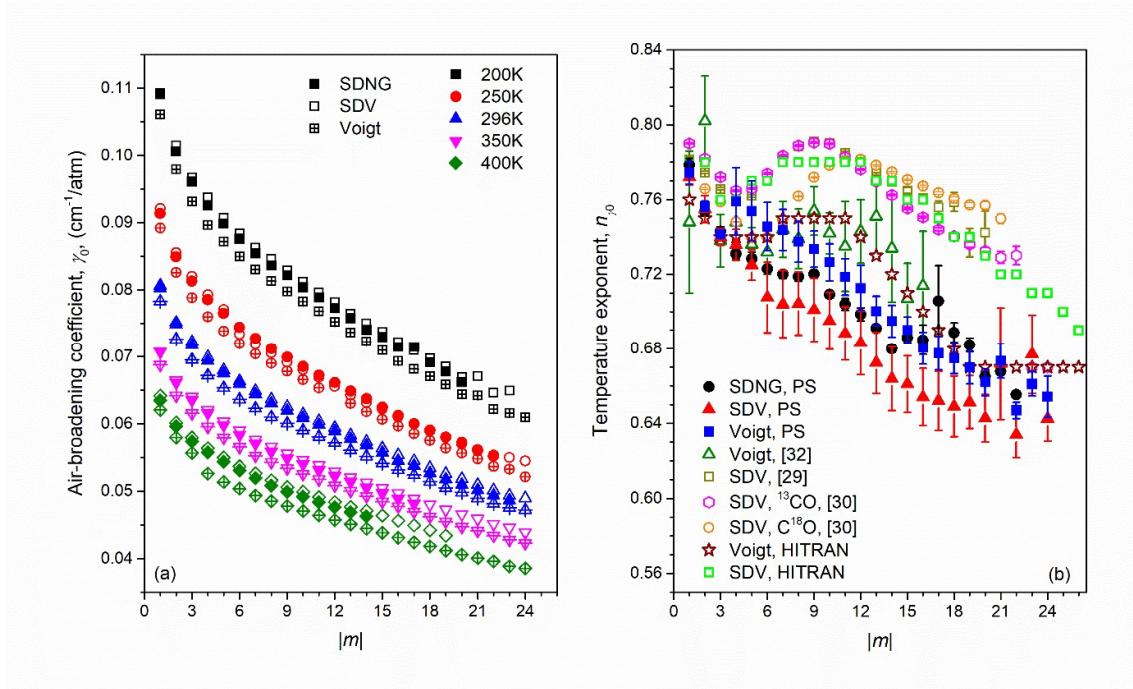 0.11
0.10
0.09
0.08
0.07
0.06
0.05
0.04
Air-broadening coefficient, γ₀, (cm⁻¹/atm)
SDNG
SDV
Voigt
200K
250K
296K
350K
400K
(a)
0 3 6 9 12 15 18 21 24 27
|m|
0.84
0.80
0.76
0.72
0.68
0.64
0.60
0.56
Temperature exponent, nγ₀
SDNG, PS
SDV, PS
Voigt, PS
Voigt, [32]
SDV, [29]
SDV, ¹³CO, [30]
SDV, C¹⁸O, [30]
Voigt, HITRAN
SDV, HITRAN
(b)
0 3 6 9 12 15 18 21 24
|m|